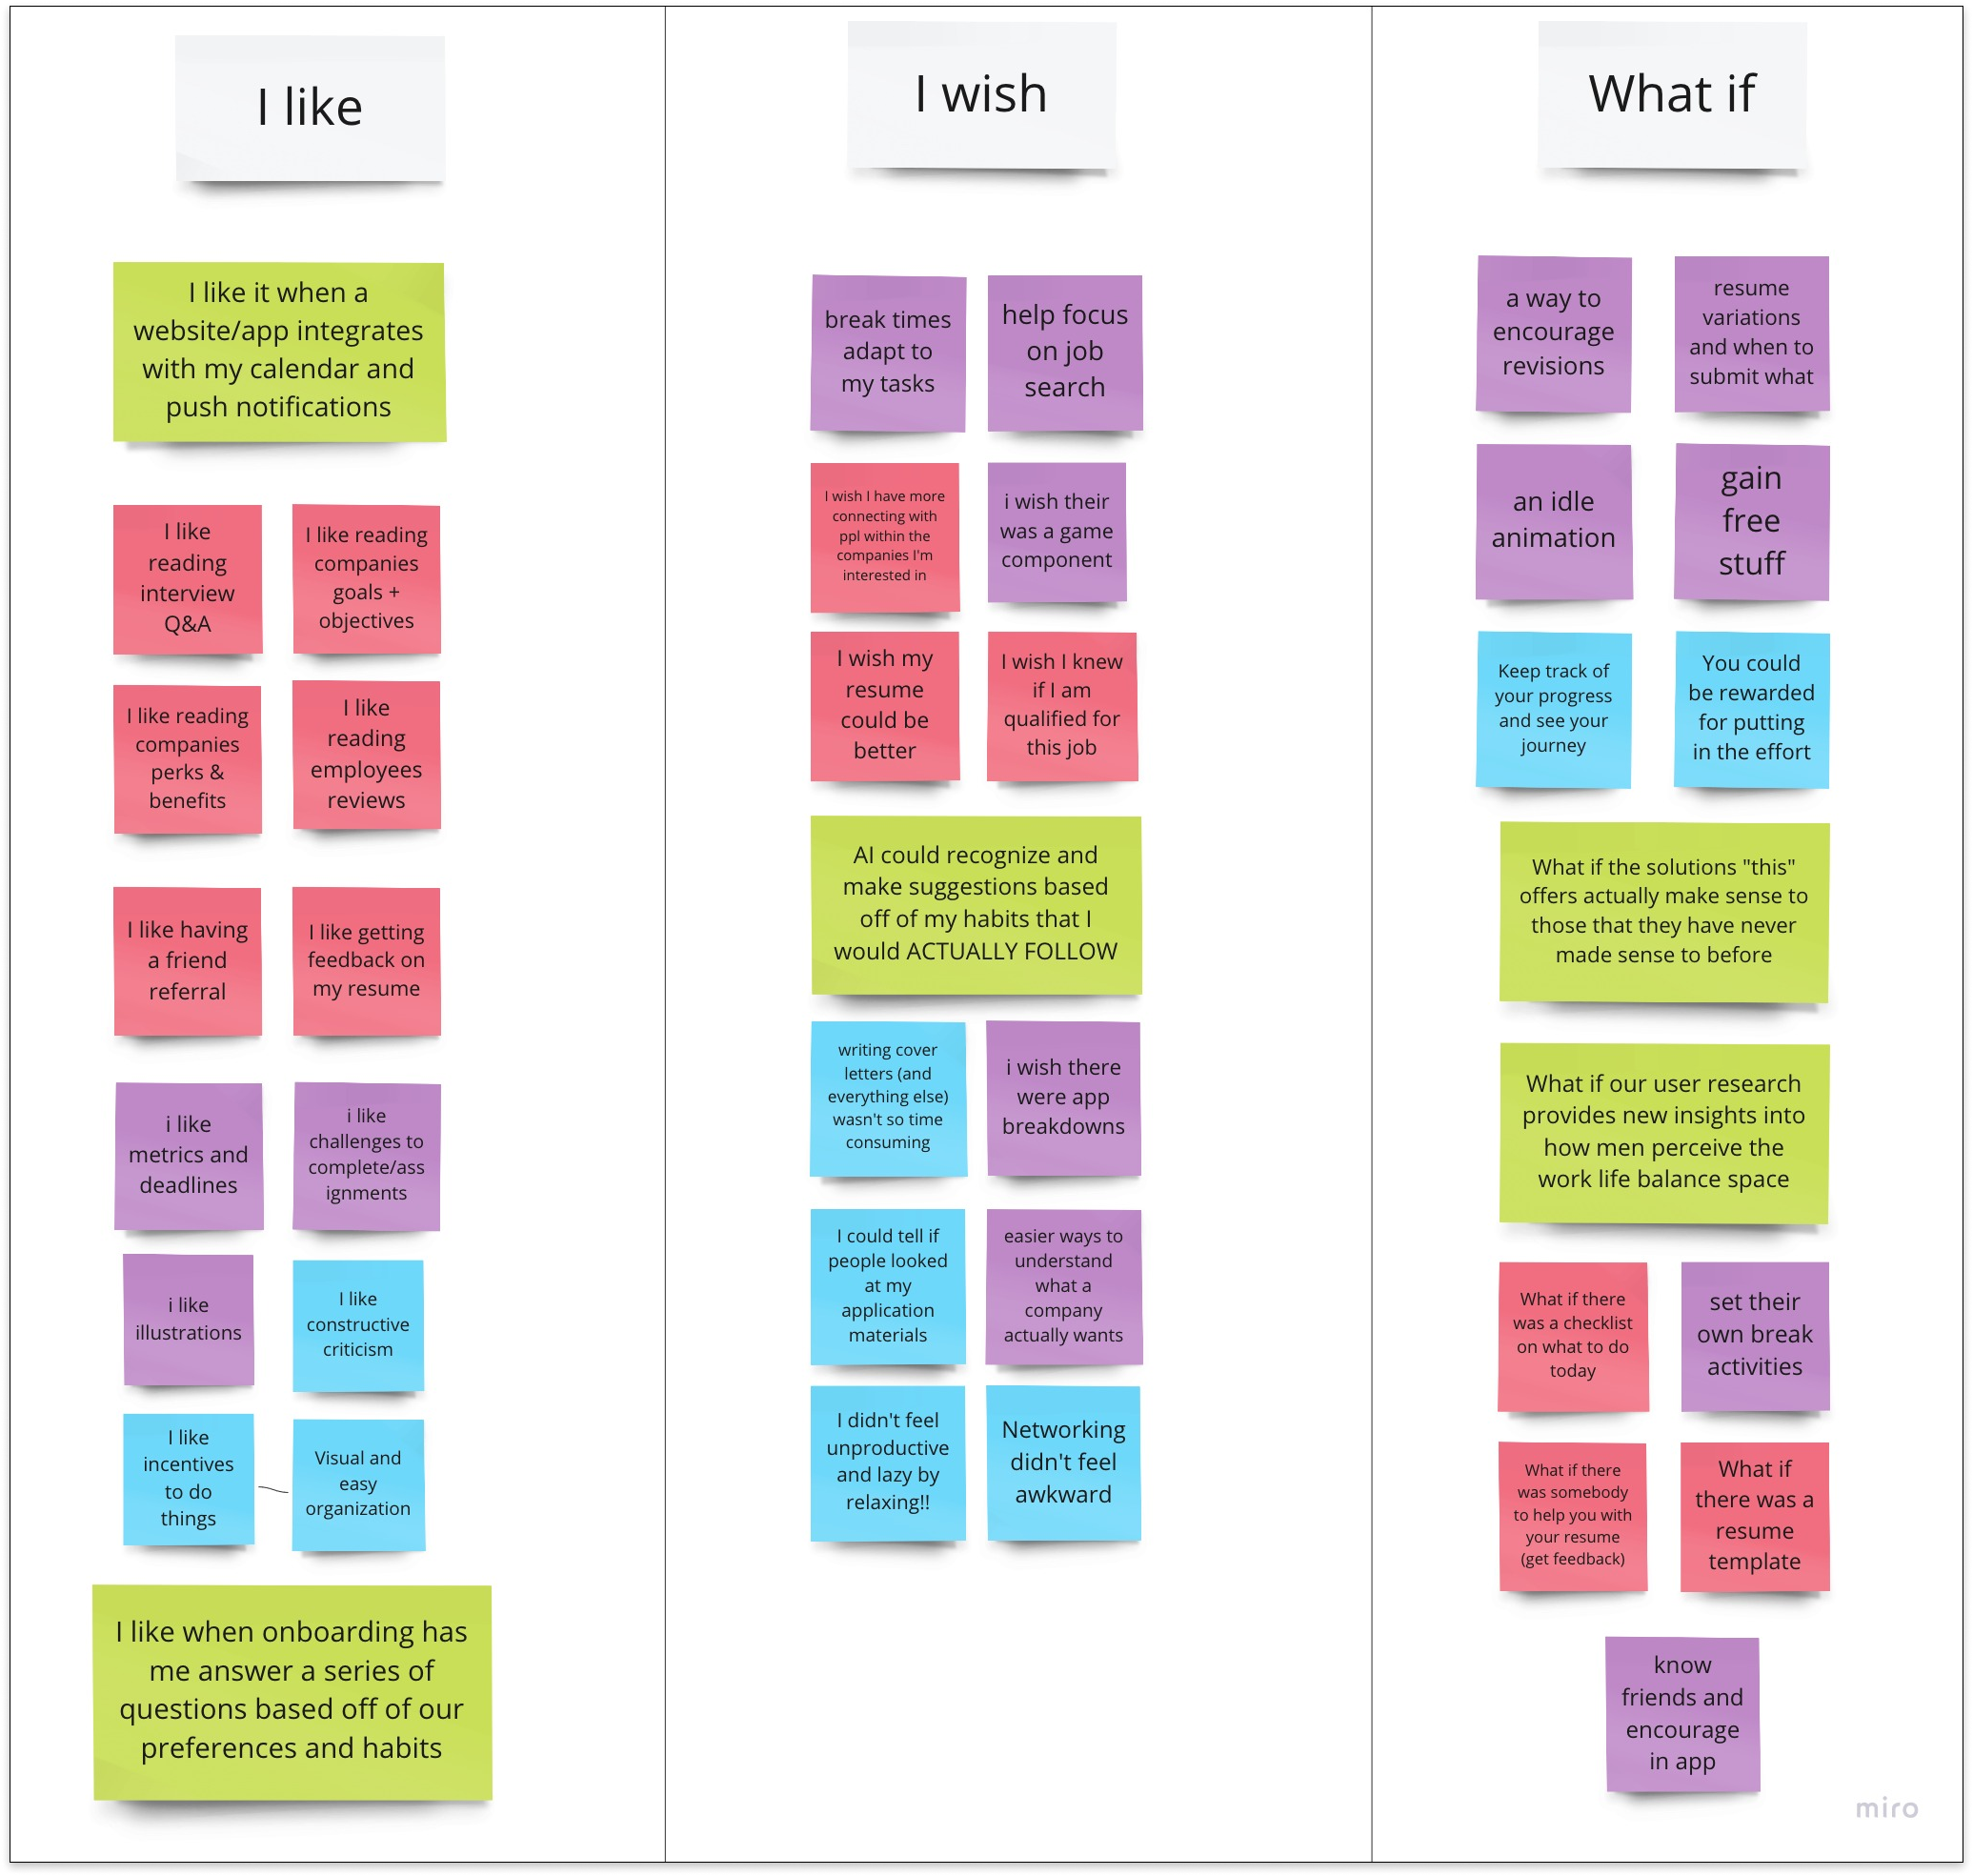 I like
I like it when a
website/app integrates
with my calendar and
push notifications
I like
reading
interview
Q&A
I like reading
companies
goals +
objectives
I like reading
companies
perks &
benefits
I like
reading
employees
reviews
I like having
a friend
referral
I like getting
feedback on
my resume
i like
metrics and
deadlines
i like
challenges to
complete/ass
ignments
i like
illustrations
I like
constructive
criticism
I like
incentives
to do
things
Visual and
easy
organization
I like when onboarding has
me answer a series of
questions based off of our
preferences and habits
I wish
break times
adapt to
my tasks
help focus
on job
search
I wish I have more
connecting with
ppl within the
companies I'm
interested in
i wish their
was a game
component
I wish my
resume
could be
better
I wish I knew
if I am
qualified for
this job
AI could recognize and
make suggestions based
off of my habits that I
would ACTUALLY FOLLOW
writing cover
letters (and
everything else)
wasn't so time
consuming
i wish there
were app
breakdowns
I could tell if
people looked
at my
application
materials
easier ways to
understand
what a
company
actually wants
I didn't feel
unproductive
and lazy by
relaxing!!
Networking
didn't feel
awkward
What if
a way to
encourage
revisions
resume
variations
and when to
submit what
an idle
animation
gain
free
stuff
Keep track of
your progress
and see your
journey
You could
be rewarded
for putting
in the effort
What if the solutions "this"
offers actually make sense to
those that they have never
made sense to before
What if our user research
provides new insights into
how men perceive the
work life balance space
What if there
was a checklist
on what to do
today
set their
own break
activities
What if there
was somebody
to help you with
your resume
(get feedback)
What if
there was a
resume
template
know
friends and
encourage
in app
miro